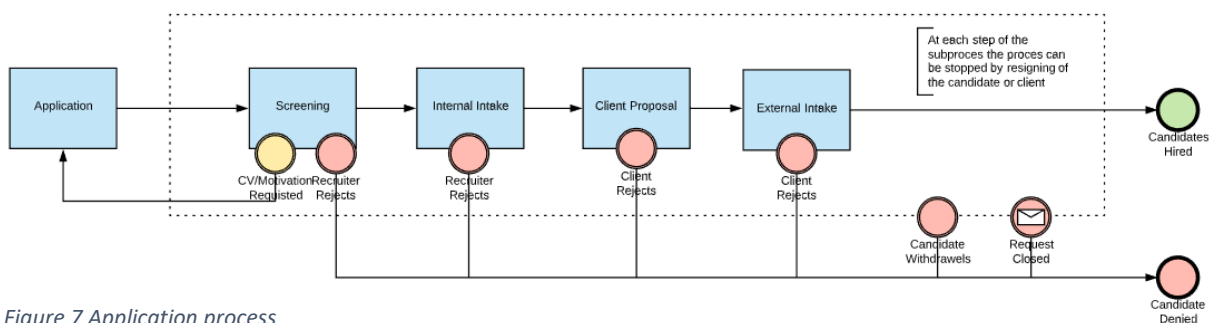 At each step of the
subproces the proces can
be stopped by resigning of
the candidate or client
Application
Screening
Internal Intake
Client Proposal
External Intake
Candidates
Hired
CV/Motivation
Requisted
Recruiter
Rejects
Recruiter
Rejects
Client
Rejects
Client
Rejects
Candidate
Withdrawels
Request
Closed
Candidate
Denied
Figure 7 Application process